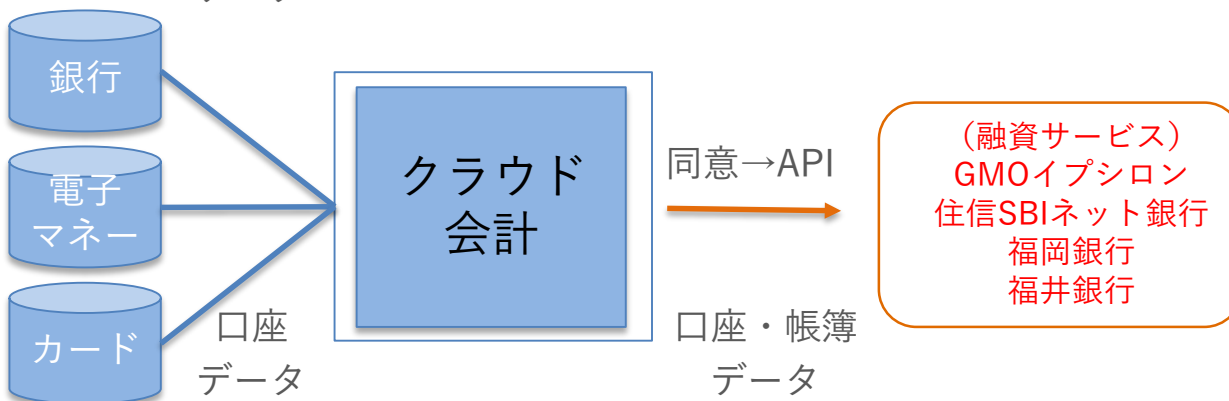 銀行
電子
マネー
カード
口座
データ
クラウド
会計
同意→API
口座・帳簿
データ
（融資サービス）
GMOイプシロン
住信SBIネット銀行
福岡銀行
福井銀行